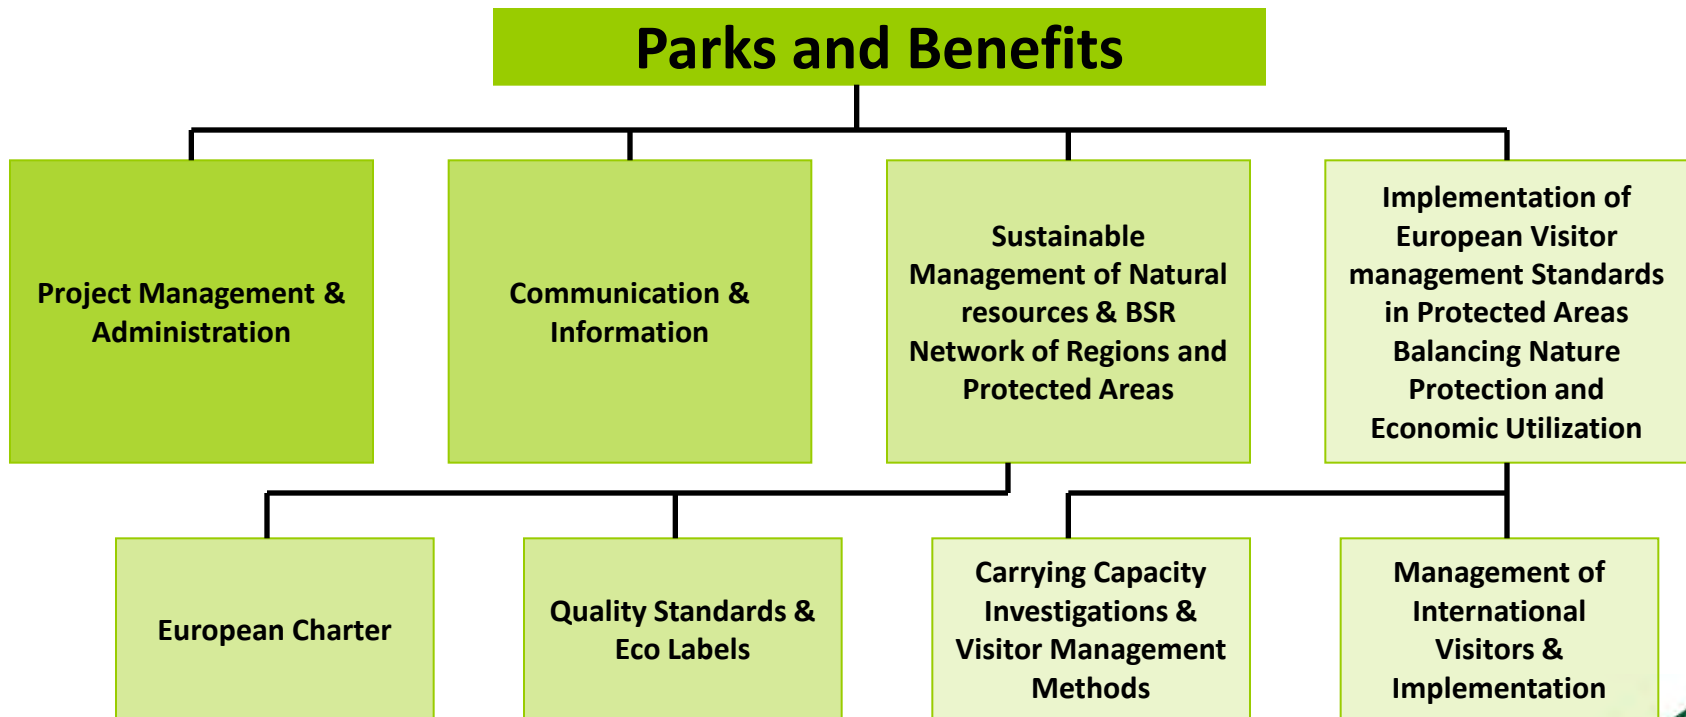 Parks and Benefits
Project Management &
Administration
Communication &
Information
Sustainable
Management of Natural
resources & BSR
Network of Regions and
Protected Areas
Implementation of
European Visitor
management Standards
in Protected Areas
Balancing Nature
Protection and
Economic Utilization
European Charter
Quality Standards &
Eco Labels
Carrying Capacity
Investigations &
Visitor Management
Methods
Management of
International
Visitors &
Implementation